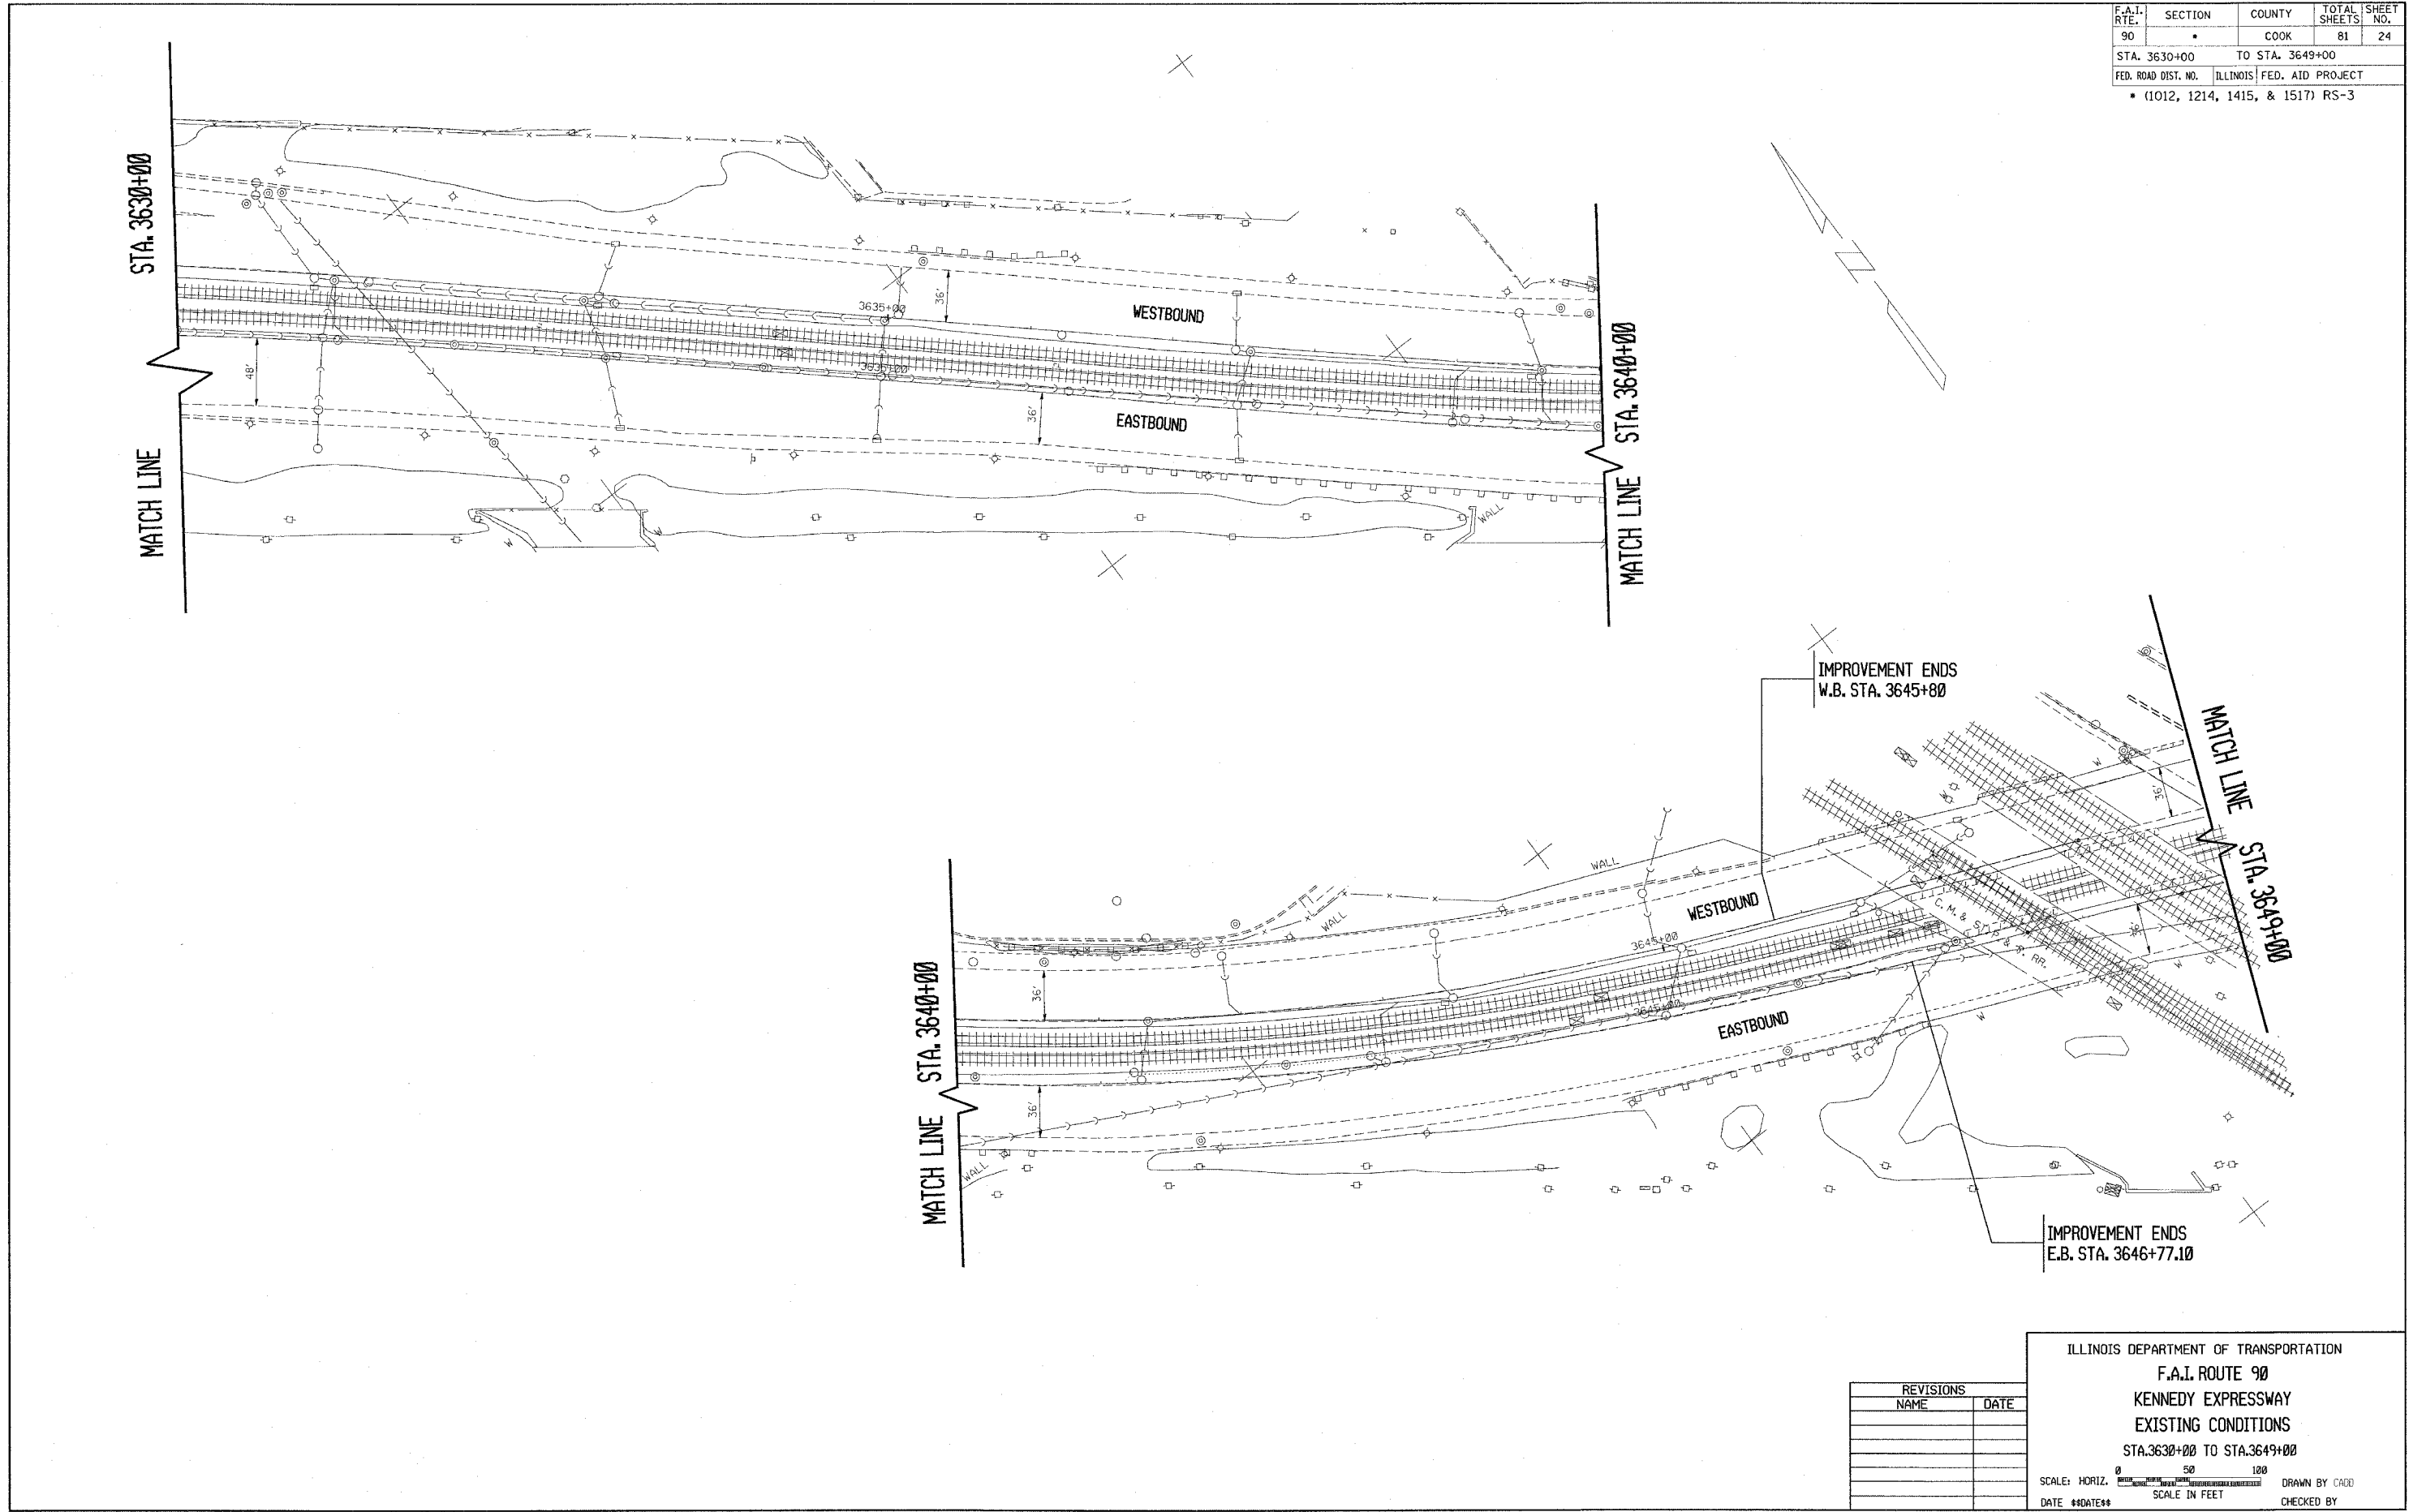 F.A.I. RTE. SECTION COUNTY TOTAL SHEETS SHEET NO.
90 * COOK 81 24
STA. 3630+00 TO STA. 3649+00
FED. ROAD DIST. NO. ILLINOIS FED. AID PROJECT
* (1012, 1214, 1415, & 1517) RS-3
STA. 3630+00
MATCH LINE
48'
3635+00
3635+00
36'
WESTBOUND
36'
EASTBOUND
W
W
WALL
STA. 3640+00
MATCH LINE
IMPROVEMENT ENDS
W.B. STA. 3645+80
MATCH LINE STA. 3649+00
STA. 3640+00
MATCH LINE
36'
36'
WALL
WALL
WALL
WESTBOUND
3645+00
3645+00
EASTBOUND
C. M. & ST. P. & P. RR.
W
W
W
W
36'
36'
IMPROVEMENT ENDS
E.B. STA. 3646+77.10
REVISIONS
NAME DATE
ILLINOIS DEPARTMENT OF TRANSPORTATION
F.A.I. ROUTE 90
KENNEDY EXPRESSWAY
EXISTING CONDITIONS
STA.3630+00 TO STA.3649+00
0 50 100
SCALE: HORIZ.
SCALE IN FEET
DRAWN BY CADD
DATE $$DATE$$
CHECKED BY